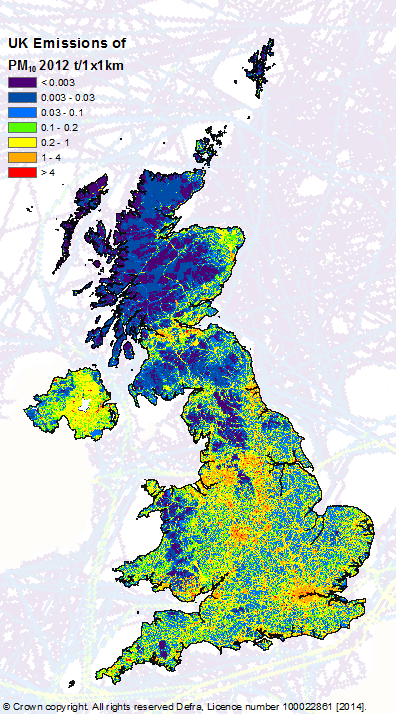 UK Emissions of
PM₁₀ 2012 t/1x1km
< 0.003
0.003 - 0.03
0.03 - 0.1
0.1 - 0.2
0.2 - 1
1 - 4
> 4
© Crown copyright. All rights reserved Defra, Licence number 100022861 [2014].